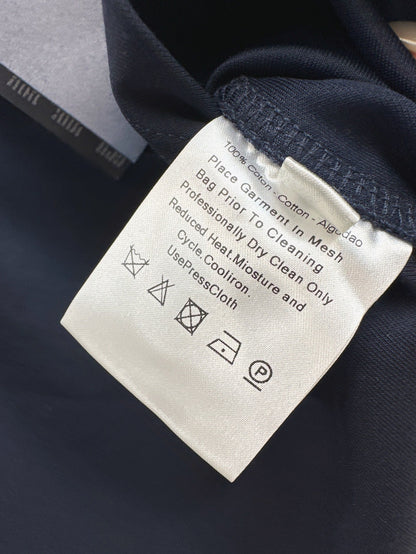 100% Coton - Cotton - Algodao
Place Garment In Mesh
Bag Prior To Cleaning
Professionally Dry Clean Only
Reduced Heat.Miosture and
Cycle.Cooliron.
UsePressCloth
P